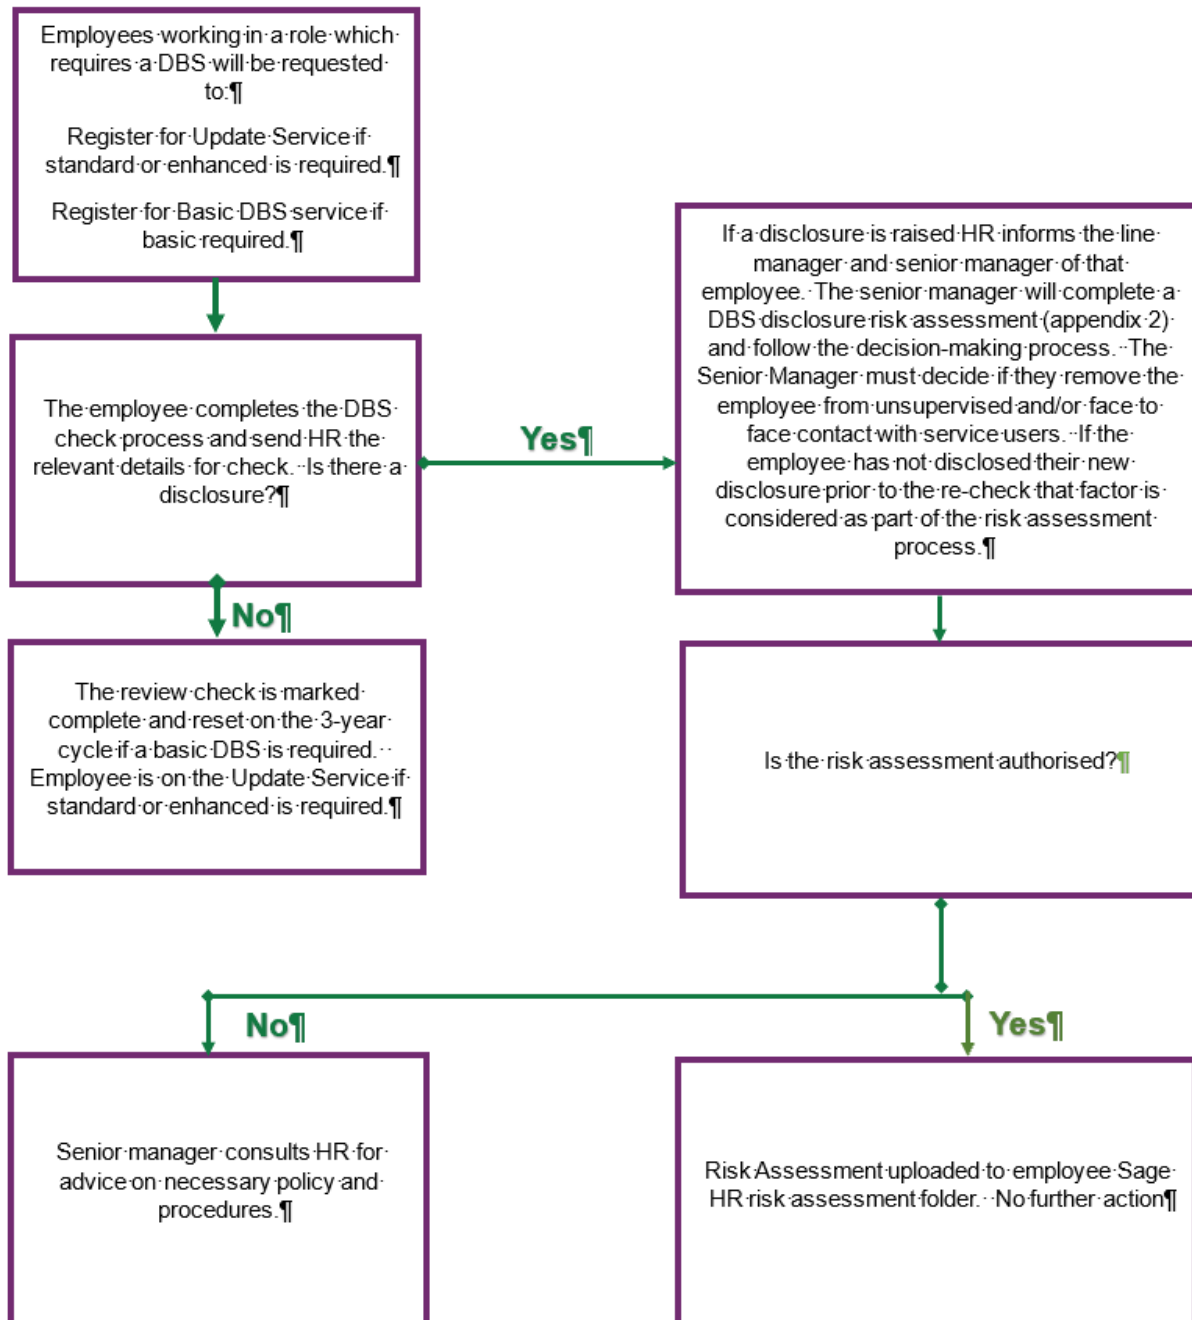 Employees working in a role which
requires a DBS will be requested
to:¶
Register for Update Service if
standard or enhanced is required.¶
Register for Basic DBS service if
basic required.¶
If a disclosure is raised HR informs the line
manager and senior manager of that
employee. The senior manager will complete a
DBS disclosure risk assessment (appendix 2)
and follow the decision-making process. The
Senior Manager must decide if they remove the
employee from unsupervised and/or face to
face contact with service users. If the
employee has not disclosed their new
disclosure prior to the re-check that factor is
considered as part of the risk assessment
process.¶
The employee completes the DBS
check process and send HR the
relevant details for check. Is there a
disclosure?¶
Yes¶
No¶
The review check is marked
complete and reset on the 3-year
cycle if a basic DBS is required.
Employee is on the Update Service if
standard or enhanced is required.¶
Is the risk assessment authorised?¶
No¶
Yes¶
Senior manager consults HR for
advice on necessary policy and
procedures.¶
Risk Assessment uploaded to employee Sage
HR risk assessment folder. No further action¶